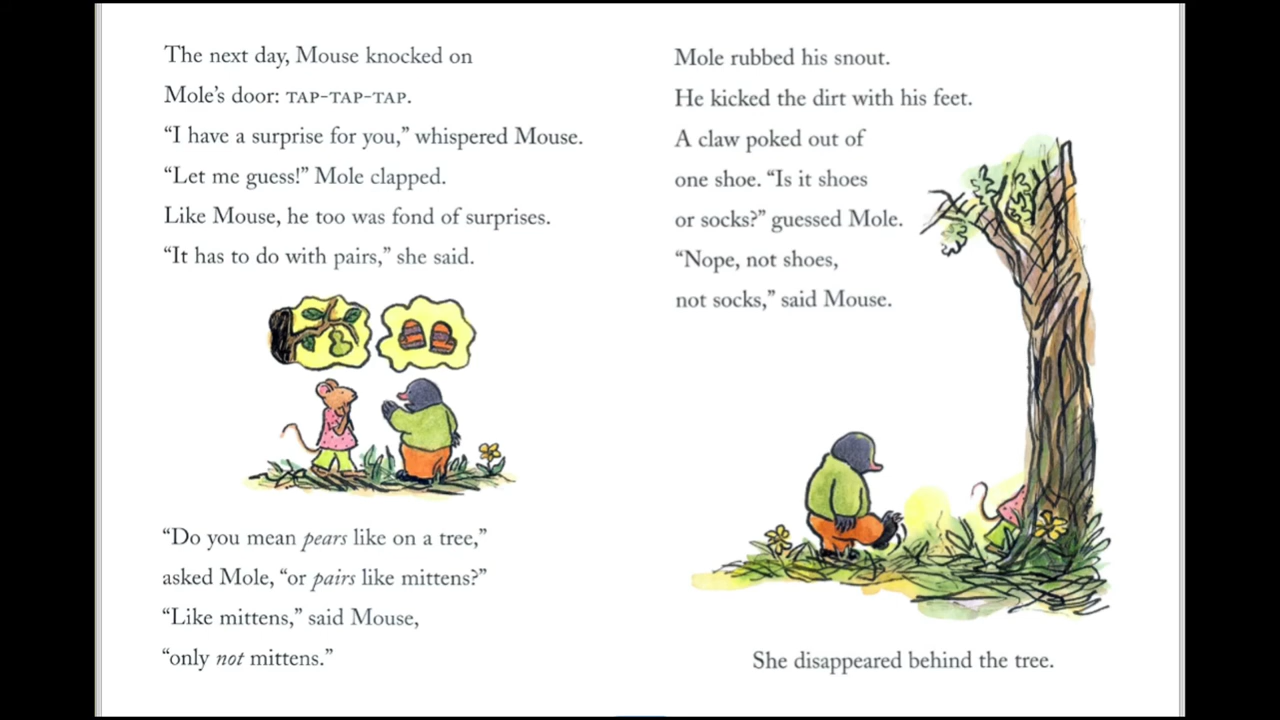 The next day, Mouse knocked on
Mole’s door: TAP-TAP-TAP.
“I have a surprise for you,” whispered Mouse.
“Let me guess!” Mole clapped.
Like Mouse, he too was fond of surprises.
“It has to do with pairs,” she said.
“Do you mean pears like on a tree,”
asked Mole, “or pairs like mittens?”
“Like mittens,” said Mouse,
“only not mittens.”
Mole rubbed his snout.
He kicked the dirt with his feet.
A claw poked out of
one shoe. “Is it shoes
or socks?” guessed Mole.
“Nope, not shoes,
not socks,” said Mouse.
She disappeared behind the tree.